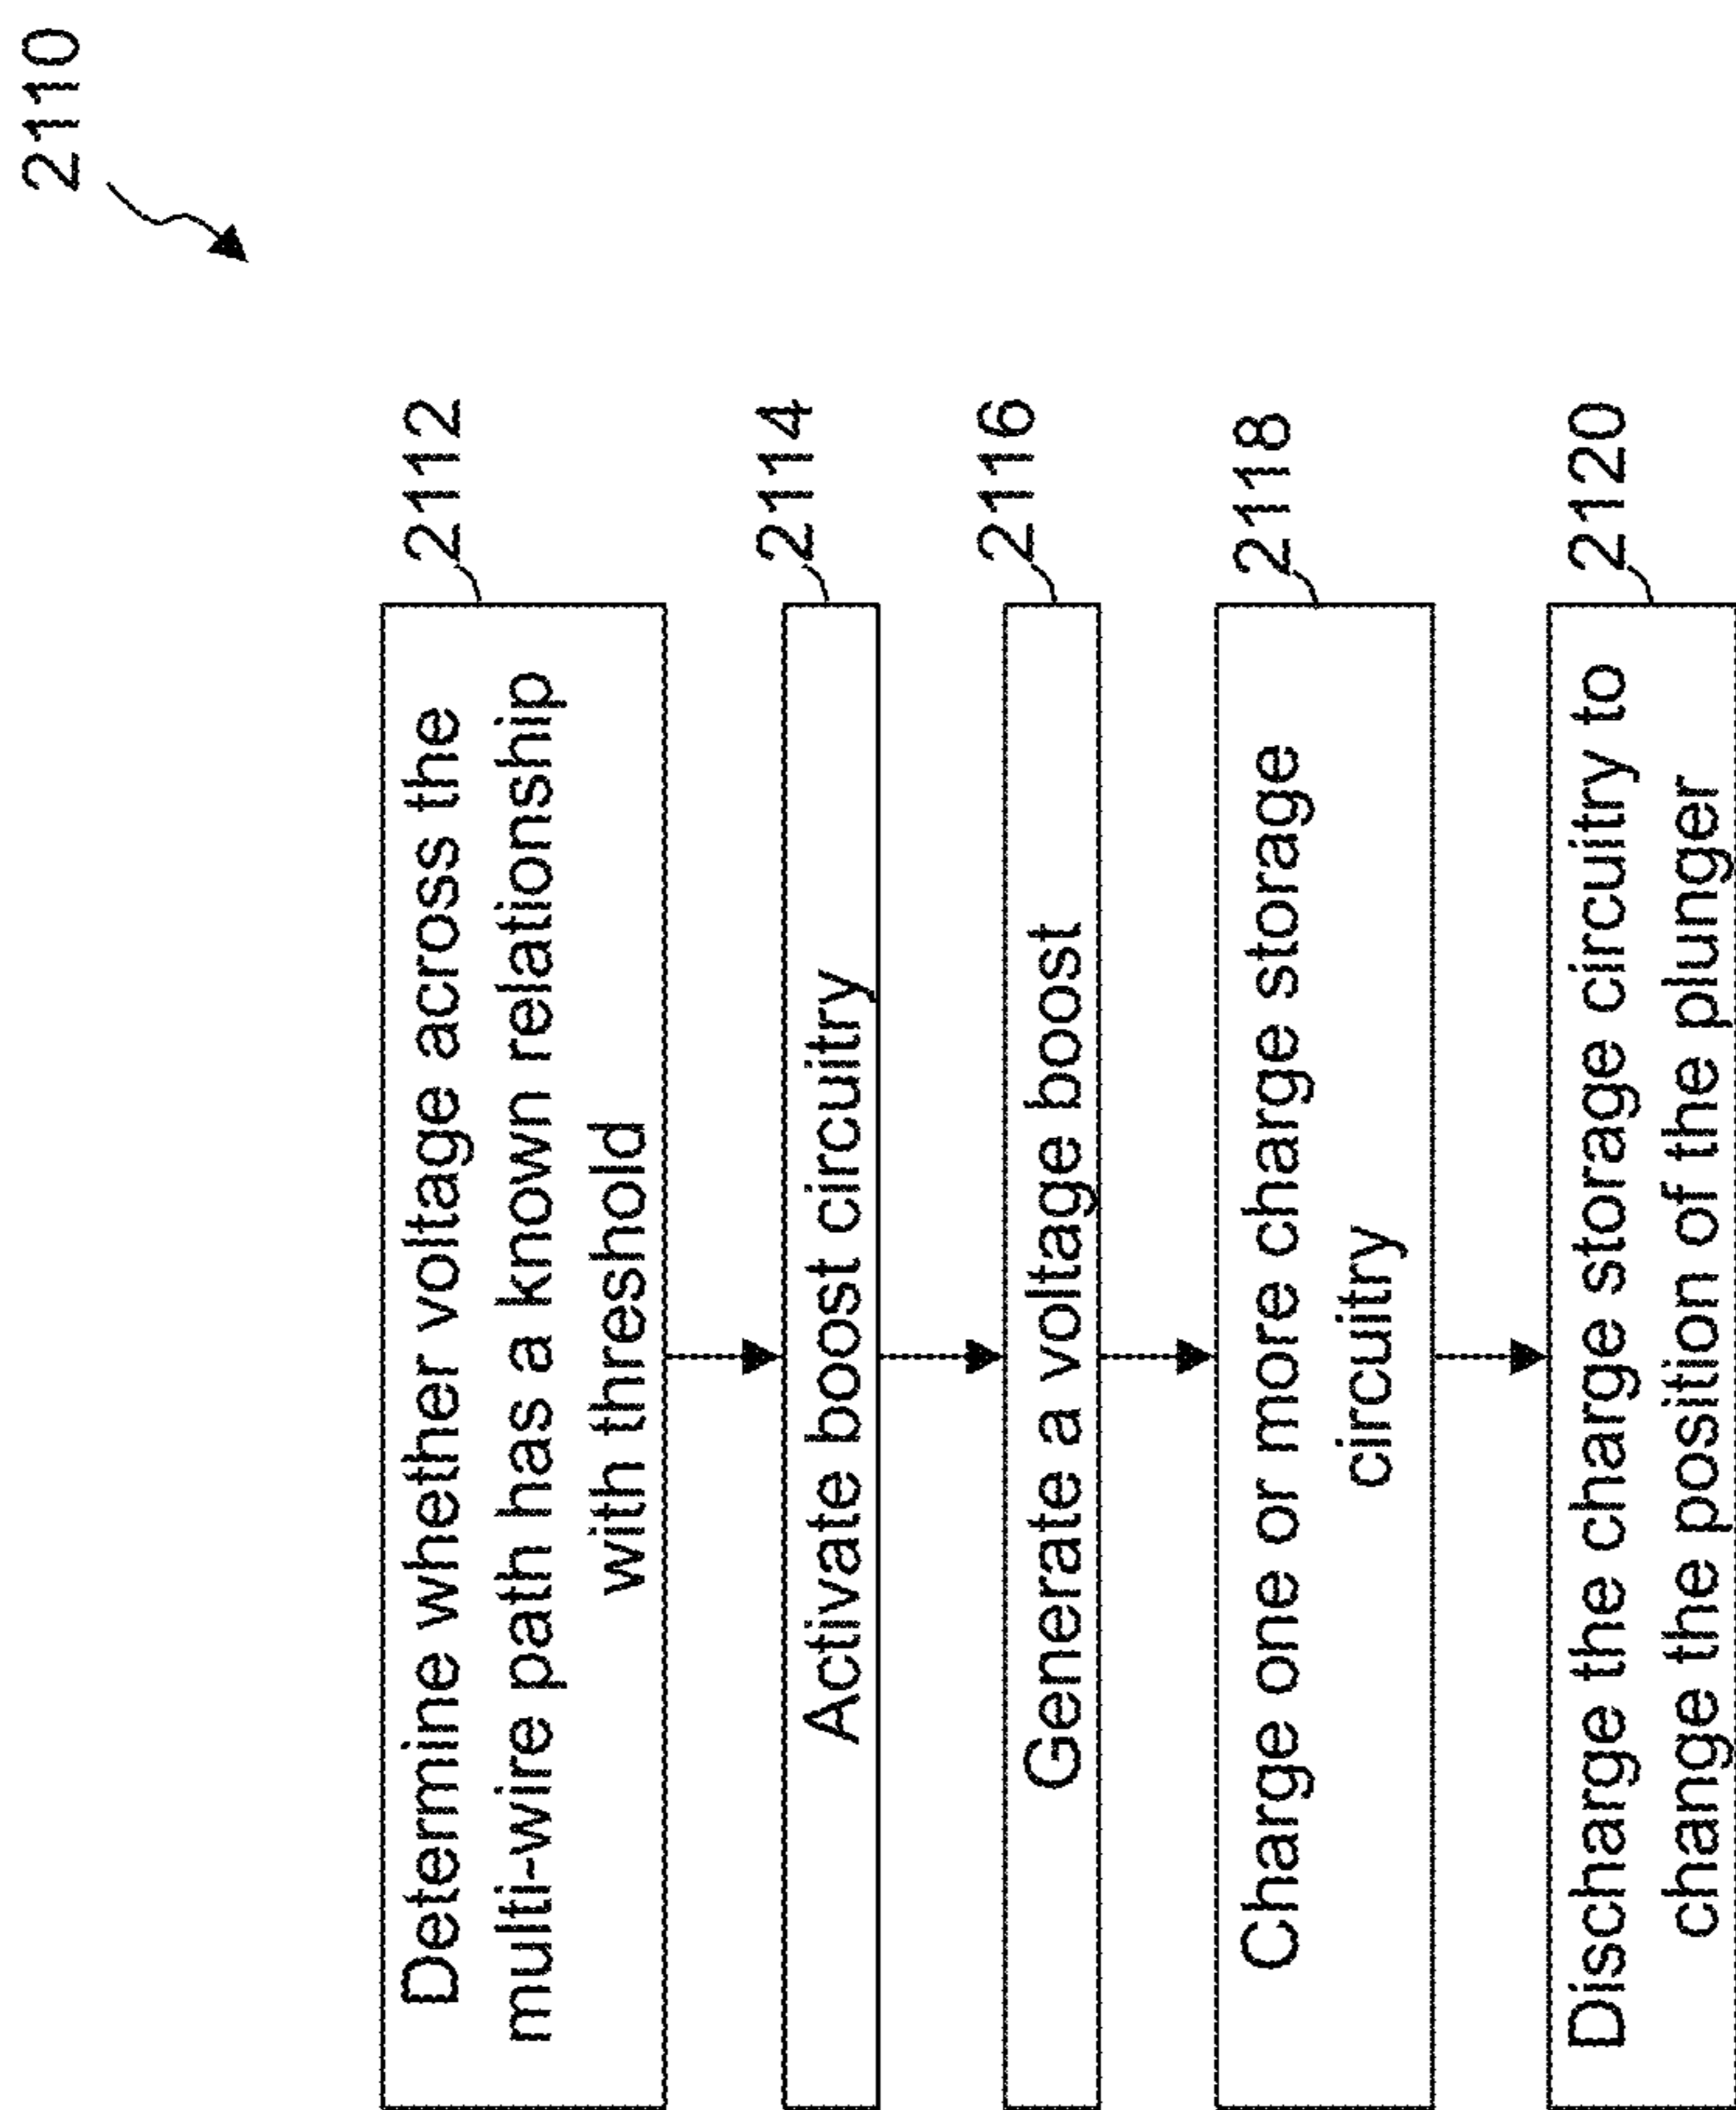 2110
2112
Determine whether voltage across the
multi-wire path has a known relationship
with threshold
2114
Activate boost circuitry
2116
Generate a voltage boost
2118
Charge one or more charge storage
circuitry
2120
Discharge the charge storage circuitry to
change the position of the plunger